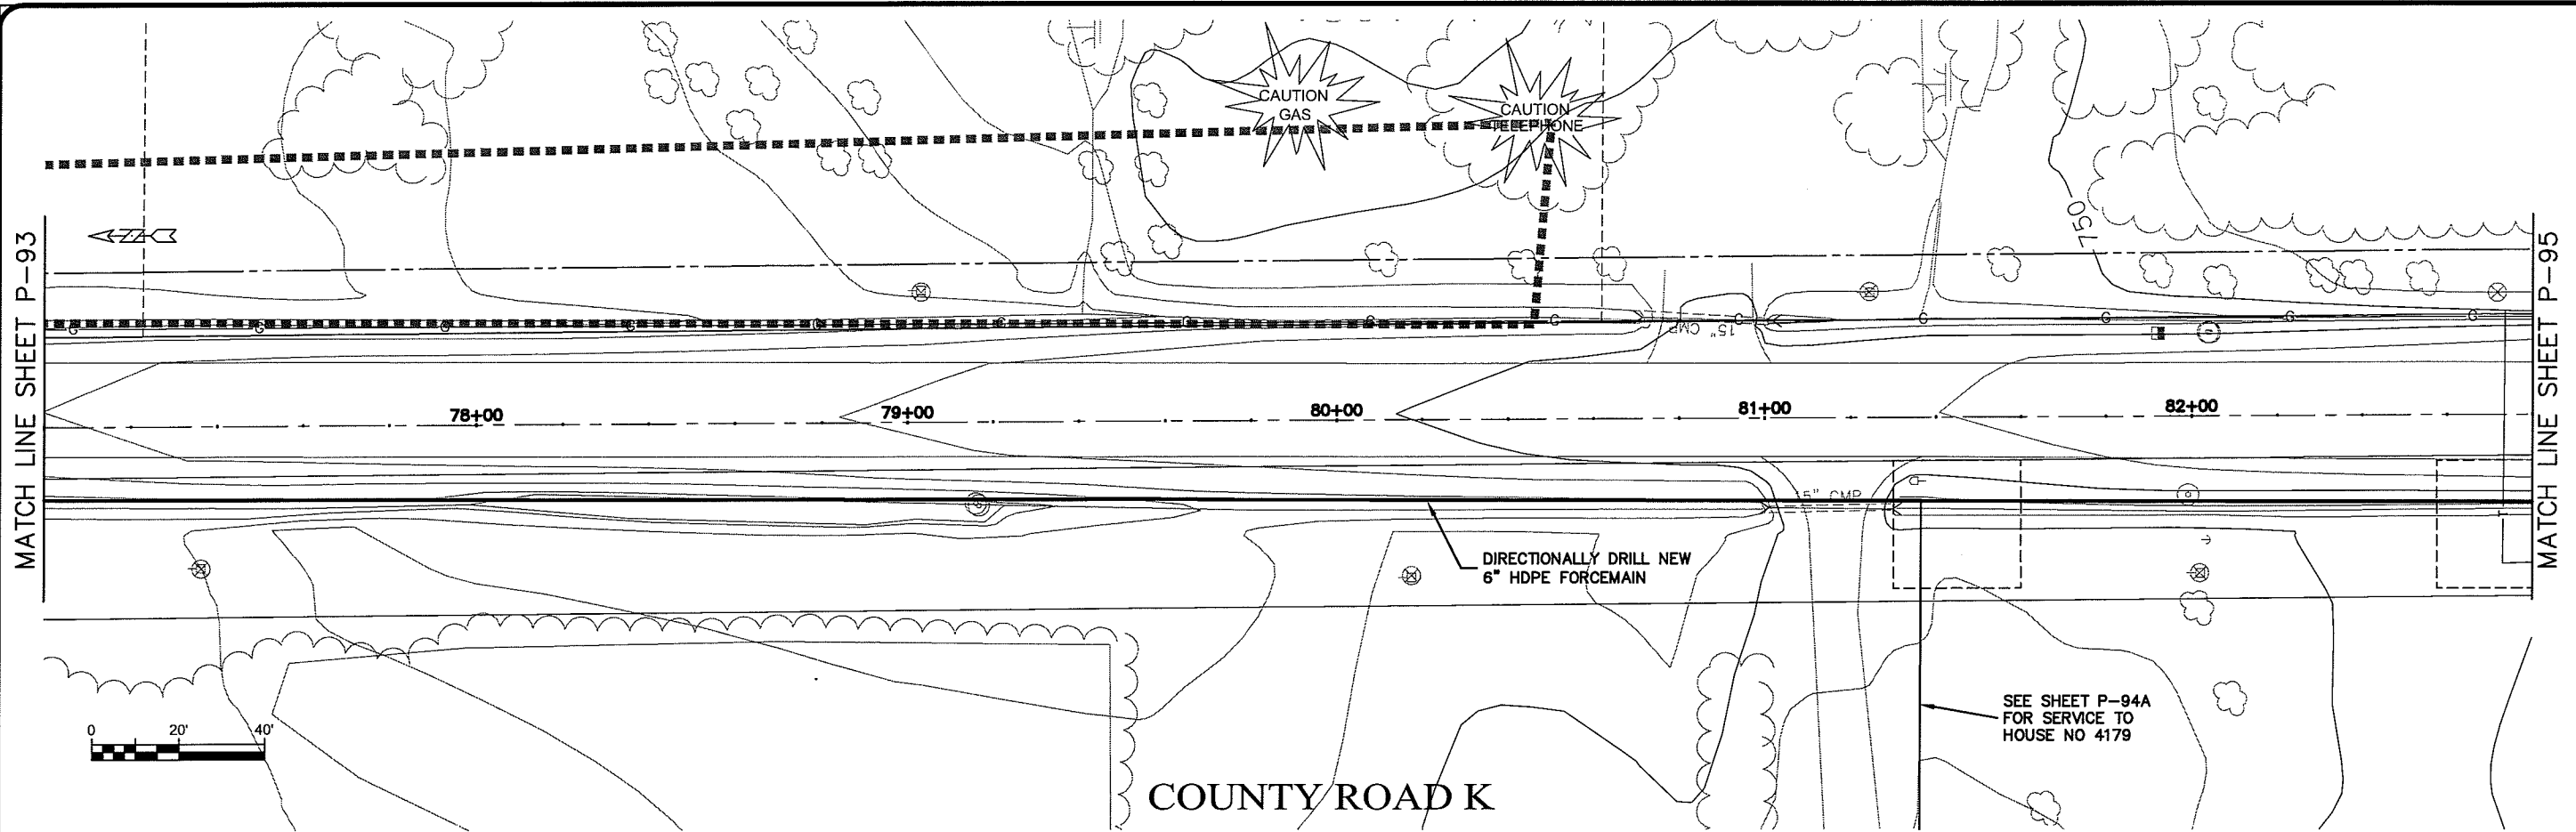 CAUTION
GAS
CAUTION
TELEPHONE
MATCH LINE SHEET P-93
750
MATCH LINE SHEET P-95
G
G
G
G
G
G
G
G
G
G
G
G
G
G
15" CMP
78+00
79+00
80+00
81+00
82+00
15" CMP
DIRECTIONALLY DRILL NEW
6" HDPE FORCEMAIN
SEE SHEET P-94A
FOR SERVICE TO
HOUSE NO 4179
0 20' 40'
COUNTY ROAD K